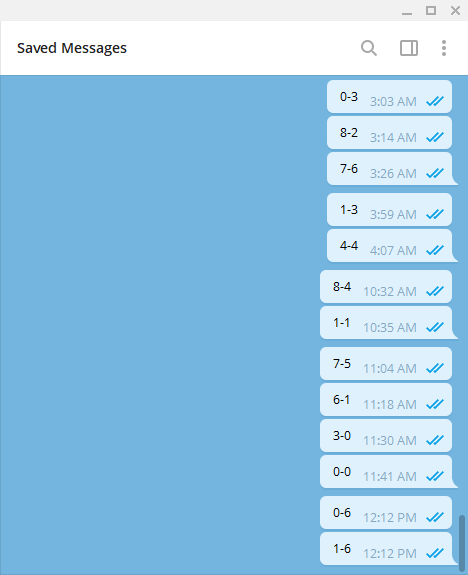 Saved Messages
0-3 3:03 AM
8-2 3:14 AM
7-6 3:26 AM
1-3 3:59 AM
4-4 4:07 AM
8-4 10:32 AM
1-1 10:35 AM
7-5 11:04 AM
6-1 11:18 AM
3-0 11:30 AM
0-0 11:41 AM
0-6 12:12 PM
1-6 12:12 PM